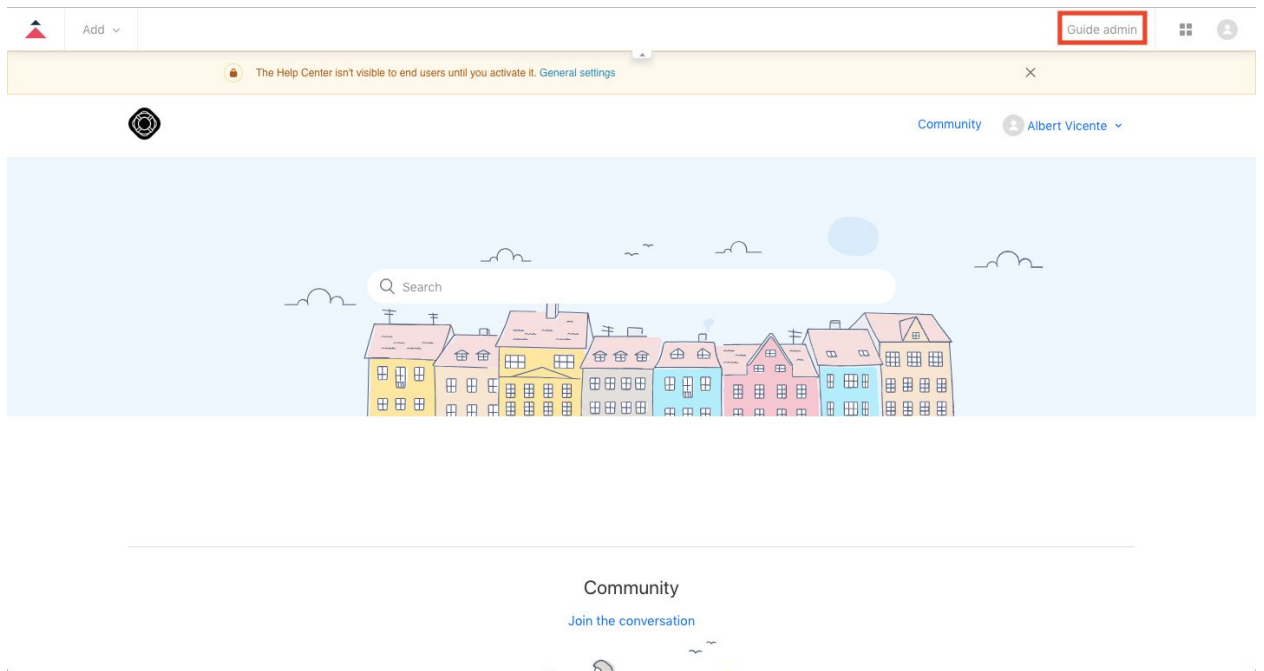 Add
Guide admin
The Help Center isn't visible to end users until you activate it. General settings
Community
Albert Vicente
Search
Community
Join the conversation